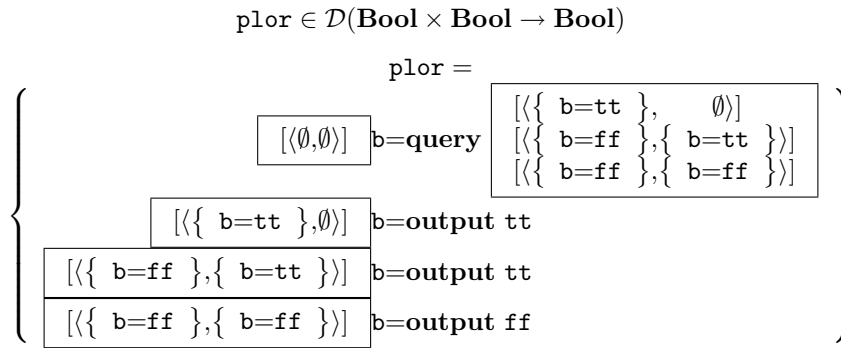 plor ∈ 𝒟(Bool × Bool → Bool)
plor =
[⟨∅,∅⟩] b=query [⟨{ b=tt }, ∅⟩]
[⟨{ b=ff },{ b=tt }⟩]
[⟨{ b=ff },{ b=ff }⟩]
[⟨{ b=tt },∅⟩] b=output tt
[⟨{ b=ff },{ b=tt }⟩] b=output tt
[⟨{ b=ff },{ b=ff }⟩] b=output ff